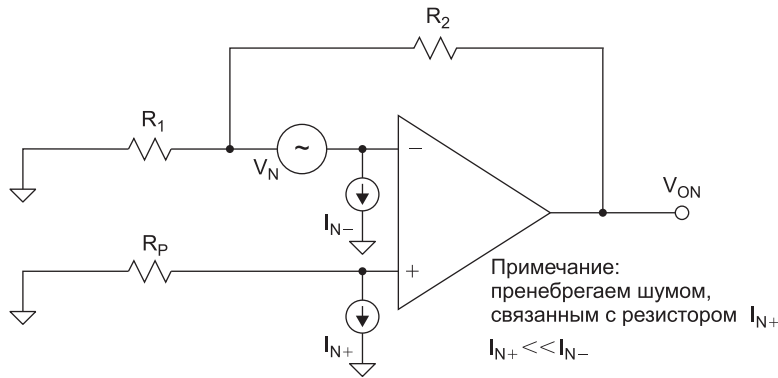 R2
R1
VN
~
−
IN−
VON
RP
+
Примечание:
пренебрегаем шумом,
связанным с резистором IN+
IN+ << IN−
IN+